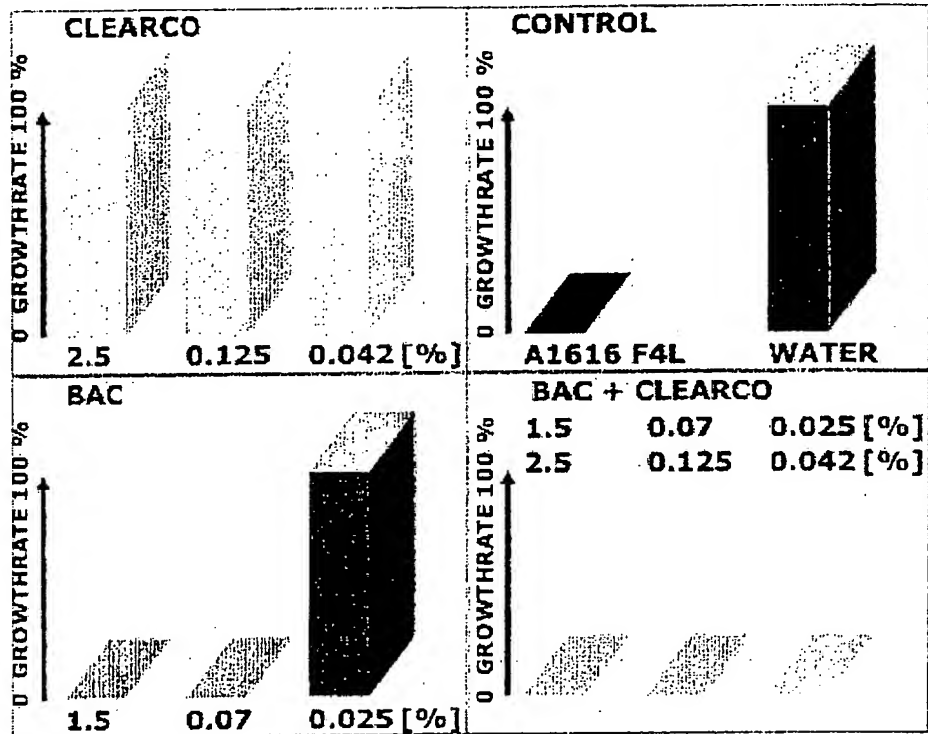 CLEARCO
0 GROWTHRATE 100 %
2.5 0.125 0.042 [%]
CONTROL
0 GROWTHRATE 100 %
A1616 F4L WATER
BAC
0 GROWTHRATE 100 %
1.5 0.07 0.025 [%]
BAC + CLEARCO
1.5 0.07 0.025 [%]
2.5 0.125 0.042 [%]
0 GROWTHRATE 100 %